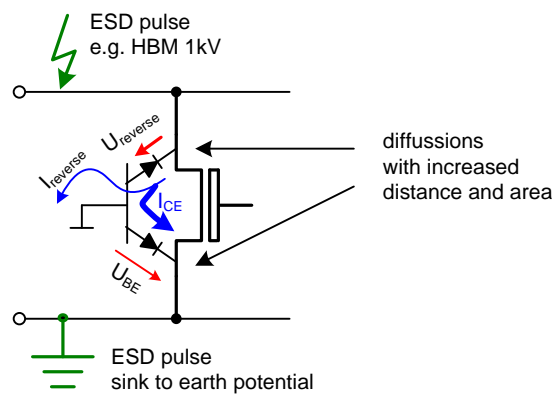 ESD pulse
e.g. HBM 1kV
Ureverse
Ireverse
ICE
UBE
diffussions
with increased
distance and area
ESD pulse
sink to earth potential